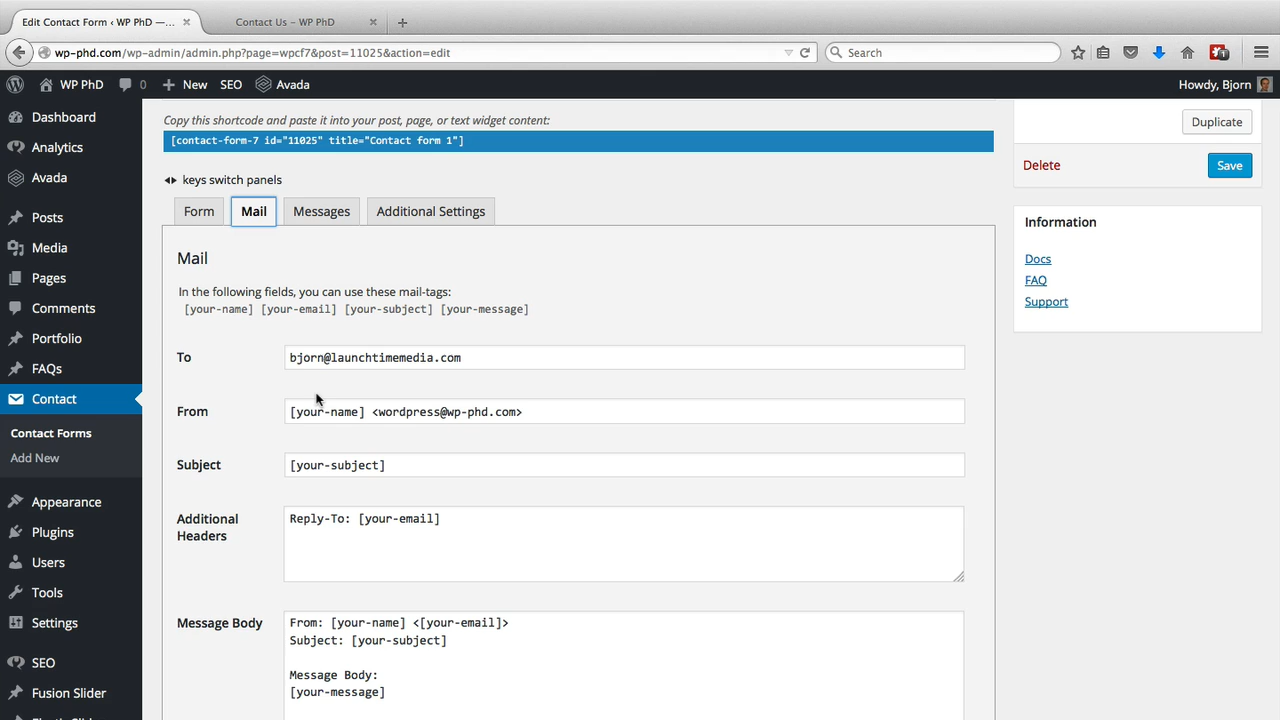 Edit Contact Form ‹ WP PhD —...
Contact Us – WP PhD
wp-phd.com/wp-admin/admin.php?page=wpcf7&post=11025&action=edit
Search
1
WP PhD
0
New
SEO
Avada
Howdy, Bjorn
Dashboard
Analytics
Avada
Posts
Media
Pages
Comments
Portfolio
FAQs
Contact
Contact Forms
Add New
Appearance
Plugins
Users
Tools
Settings
SEO
Fusion Slider
Copy this shortcode and paste it into your post, page, or text widget content:
[contact-form-7 id="11025" title="Contact form 1"]
keys switch panels
Form
Mail
Messages
Additional Settings
Mail
In the following fields, you can use these mail-tags:
[your-name] [your-email] [your-subject] [your-message]
To
bjorn@launchtimemedia.com
From
[your-name] <wordpress@wp-phd.com>
Subject
[your-subject]
Additional
Headers
Reply-To: [your-email]
Message Body
From: [your-name] <[your-email]>
Subject: [your-subject]
Message Body:
[your-message]
Duplicate
Delete
Save
Information
Docs
FAQ
Support